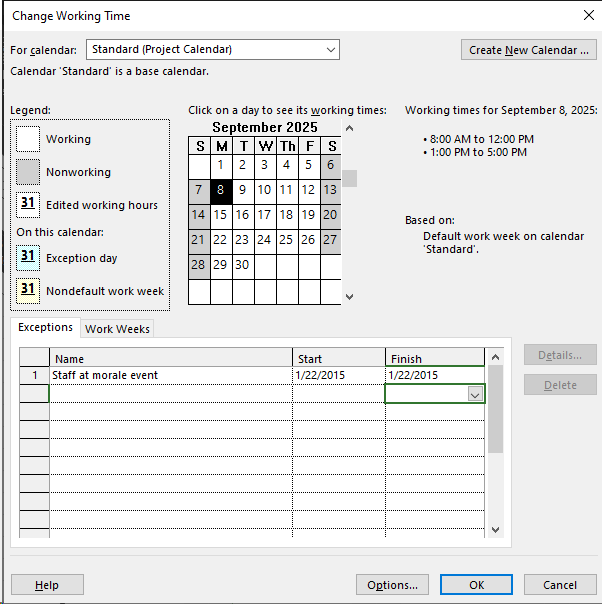 Change Working Time
For calendar: Standard (Project Calendar)
Create New Calendar ...
Calendar 'Standard' is a base calendar.
Legend:
Working
Nonworking
31 Edited working hours
On this calendar:
31 Exception day
31 Nondefault work week
Click on a day to see its working times:
September 2025
S M T W Th F S
1 2 3 4 5 6
7 8 9 10 11 12 13
14 15 16 17 18 19 20
21 22 23 24 25 26 27
28 29 30
Working times for September 8, 2025:
• 8:00 AM to 12:00 PM
• 1:00 PM to 5:00 PM
Based on:
Default work week on calendar
'Standard'.
Exceptions Work Weeks
Name Start Finish
1 Staff at morale event 1/22/2015 1/22/2015
Details...
Delete
Help Options... OK Cancel